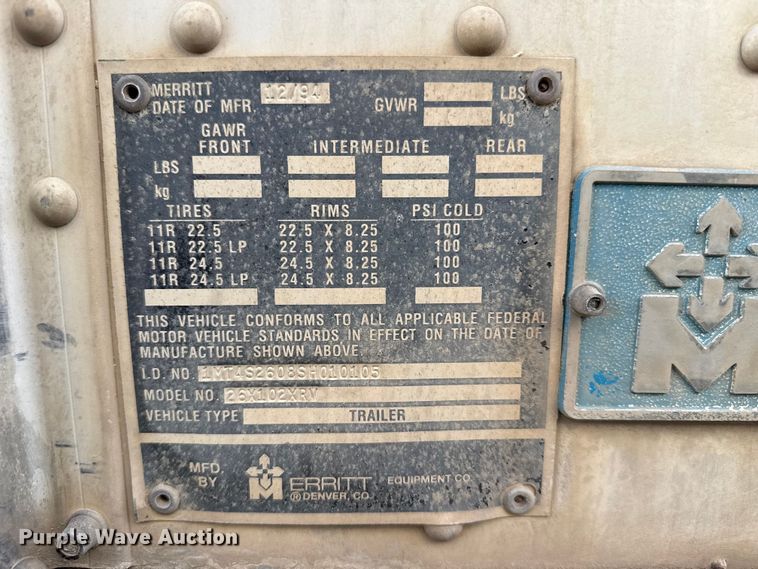 MERRITT
DATE OF MFR 12/94
GVWR LBS
kg
GAWR
FRONT INTERMEDIATE REAR
LBS
kg
TIRES RIMS PSI COLD
11R 22.5 22.5 X 8.25 100
11R 22.5 LP 22.5 X 8.25 100
11R 24.5 24.5 X 8.25 100
11R 24.5 LP 24.5 X 8.25 100
THIS VEHICLE CONFORMS TO ALL APPLICABLE FEDERAL
MOTOR VEHICLE STANDARDS IN EFFECT ON THE DATE OF
MANUFACTURE SHOWN ABOVE.
I.D. NO. 1MT4S2608SH010105
MODEL NO. 26X102XRV
VEHICLE TYPE TRAILER
MFD.
BY
MERRITT EQUIPMENT CO.
® DENVER, CO.
M
Purple Wave Auction